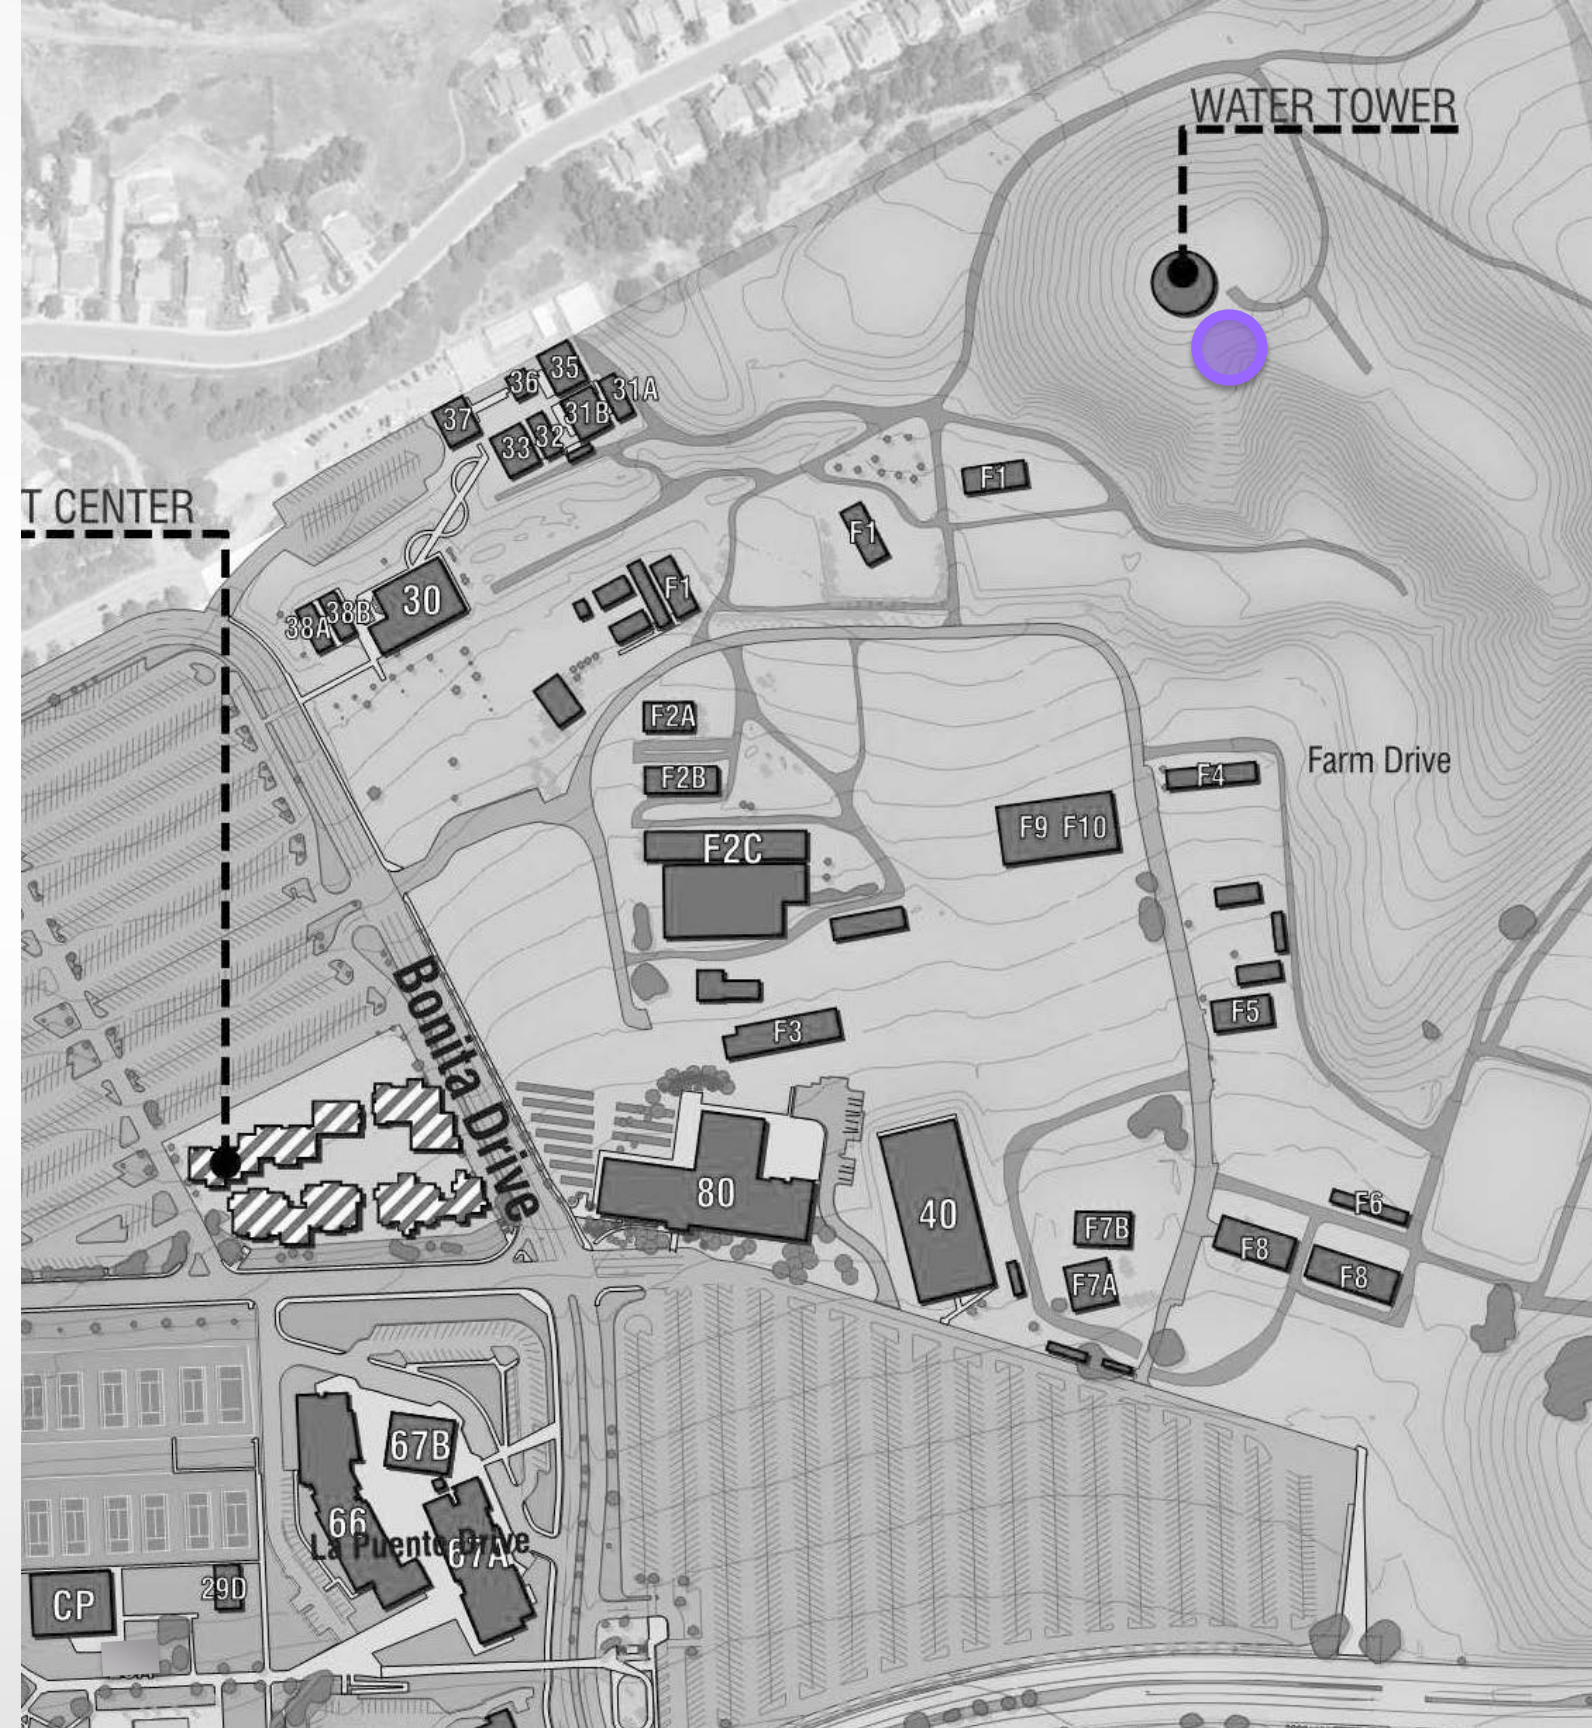 WATER TOWER
35
36
31A
37
31B
32
33
T CENTER
F1
F1
F1
30
38B
38A
F2A
F2B
F2C
Farm Drive
F4
F9 F10
F5
F3
Bonita Drive
80
40
F6
F7B
F8
F8
F7A
67B
66
La Puente Drive
67A
CP
29D